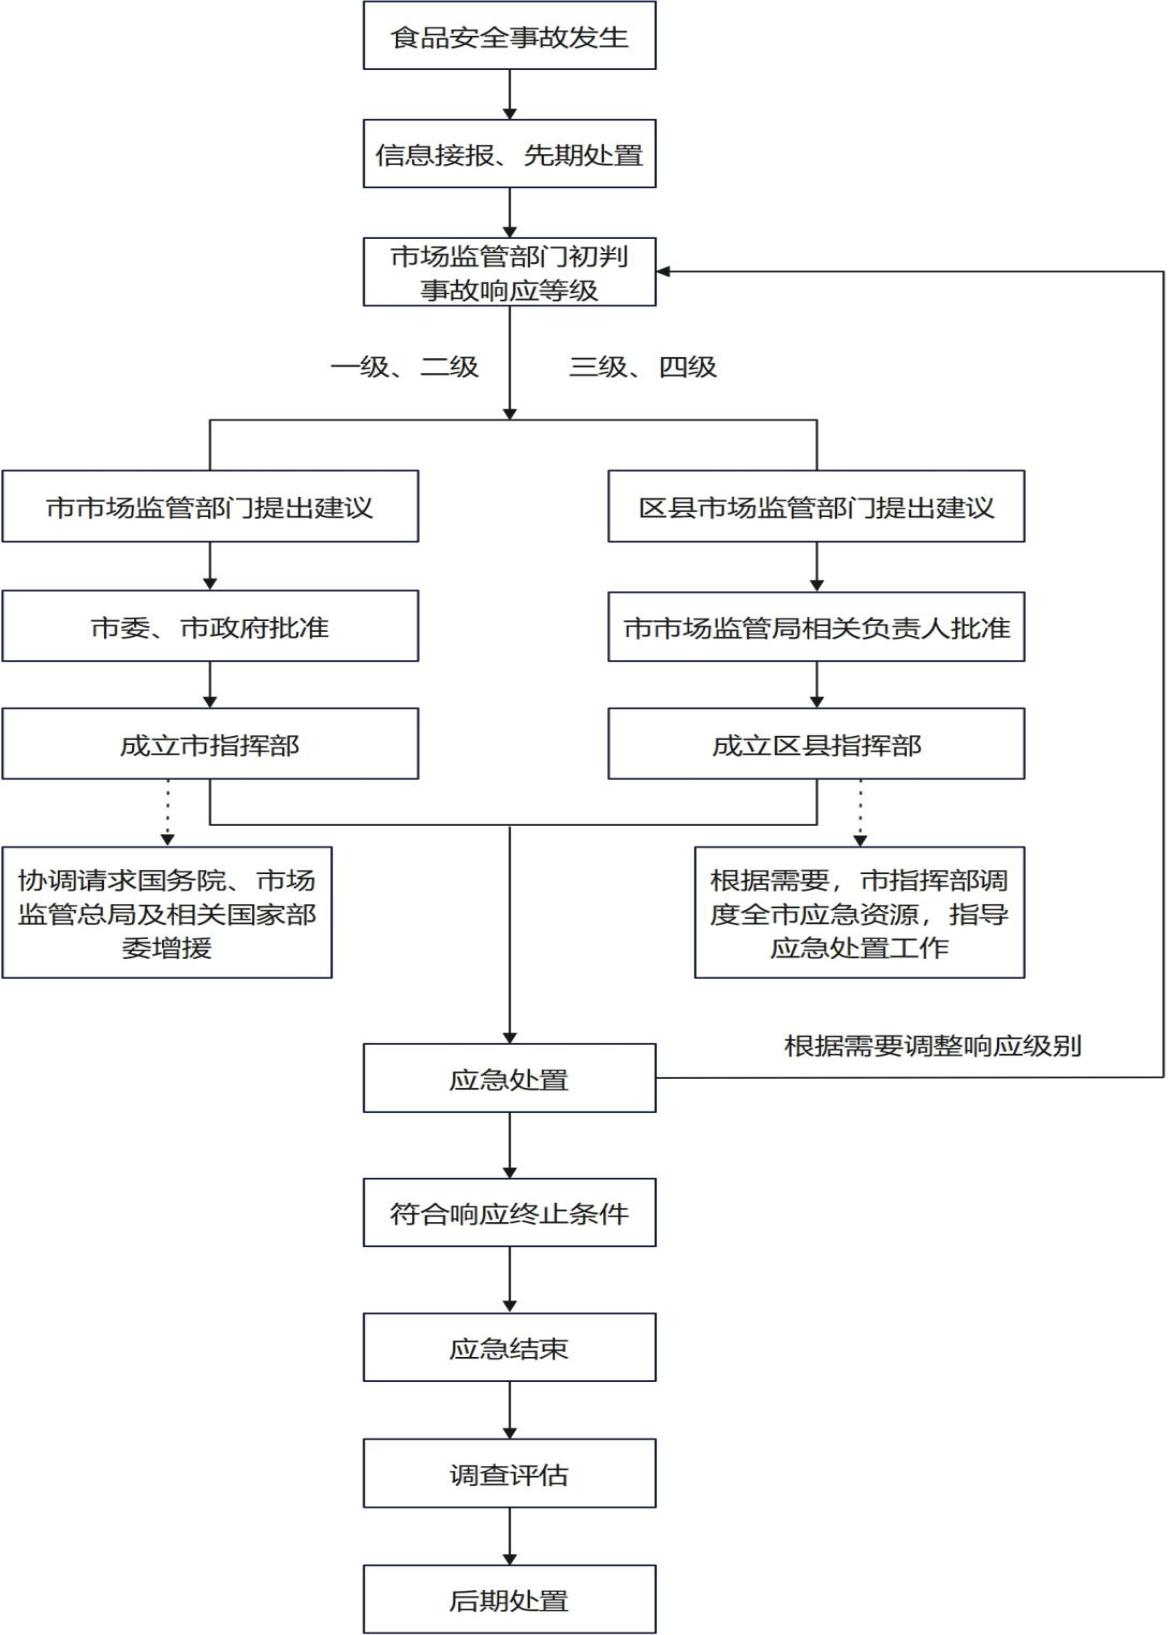 食品安全事故发生
信息接报、先期处置
市场监管部门初判
事故响应等级
一级、二级
三级、四级
市市场监管部门提出建议
区县市场监管部门提出建议
市委、市政府批准
市市场监管局相关负责人批准
成立市指挥部
成立区县指挥部
协调请求国务院、市场
监管总局及相关国家部
委增援
根据需要，市指挥部调
度全市应急资源，指导
应急处置工作
根据需要调整响应级别
应急处置
符合响应终止条件
应急结束
调查评估
后期处置